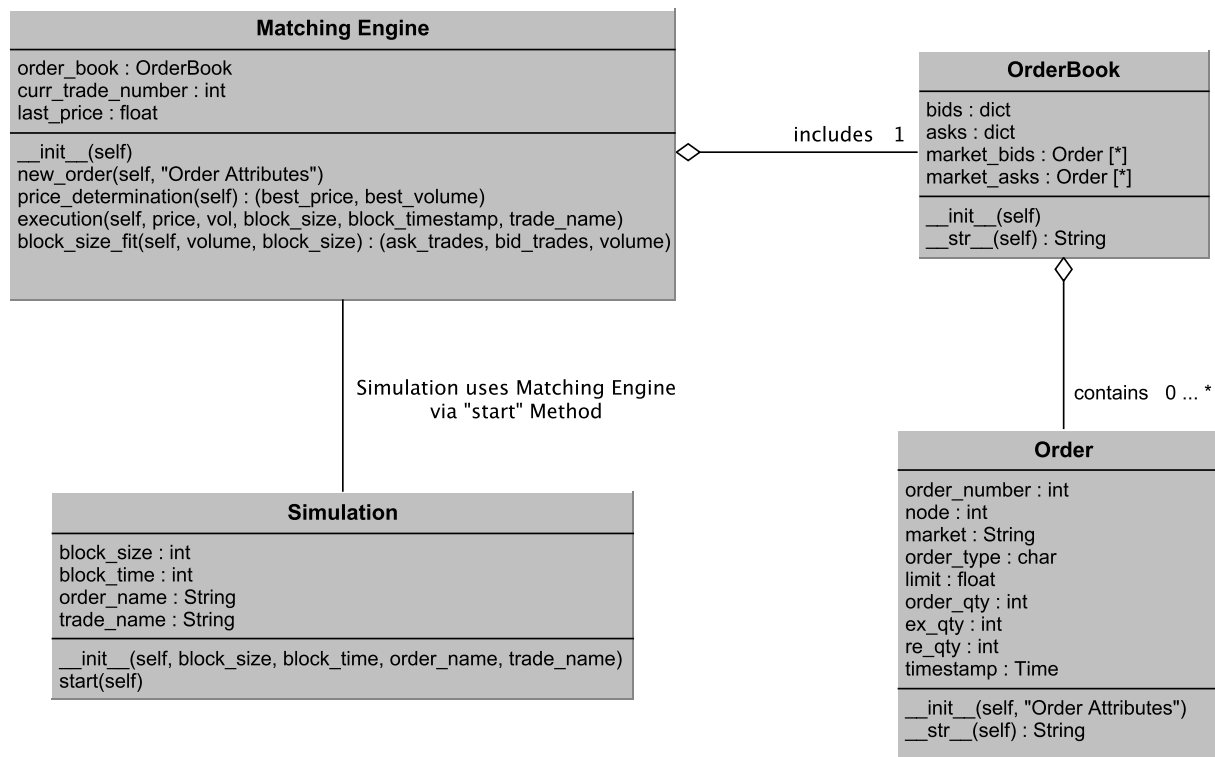 Matching Engine
order_book : OrderBook
curr_trade_number : int
last_price : float
__init__(self)
new_order(self, "Order Attributes")
price_determination(self) : (best_price, best_volume)
execution(self, price, vol, block_size, block_timestamp, trade_name)
block_size_fit(self, volume, block_size) : (ask_trades, bid_trades, volume)
includes 1
OrderBook
bids : dict
asks : dict
market_bids : Order [*]
market_asks : Order [*]
__init__(self)
__str__(self) : String
Simulation uses Matching Engine
via "start" Method
contains 0 ... *
Simulation
block_size : int
block_time : int
order_name : String
trade_name : String
__init__(self, block_size, block_time, order_name, trade_name)
start(self)
Order
order_number : int
node : int
market : String
order_type : char
limit : float
order_qty : int
ex_qty : int
re_qty : int
timestamp : Time
__init__(self, "Order Attributes")
__str__(self) : String